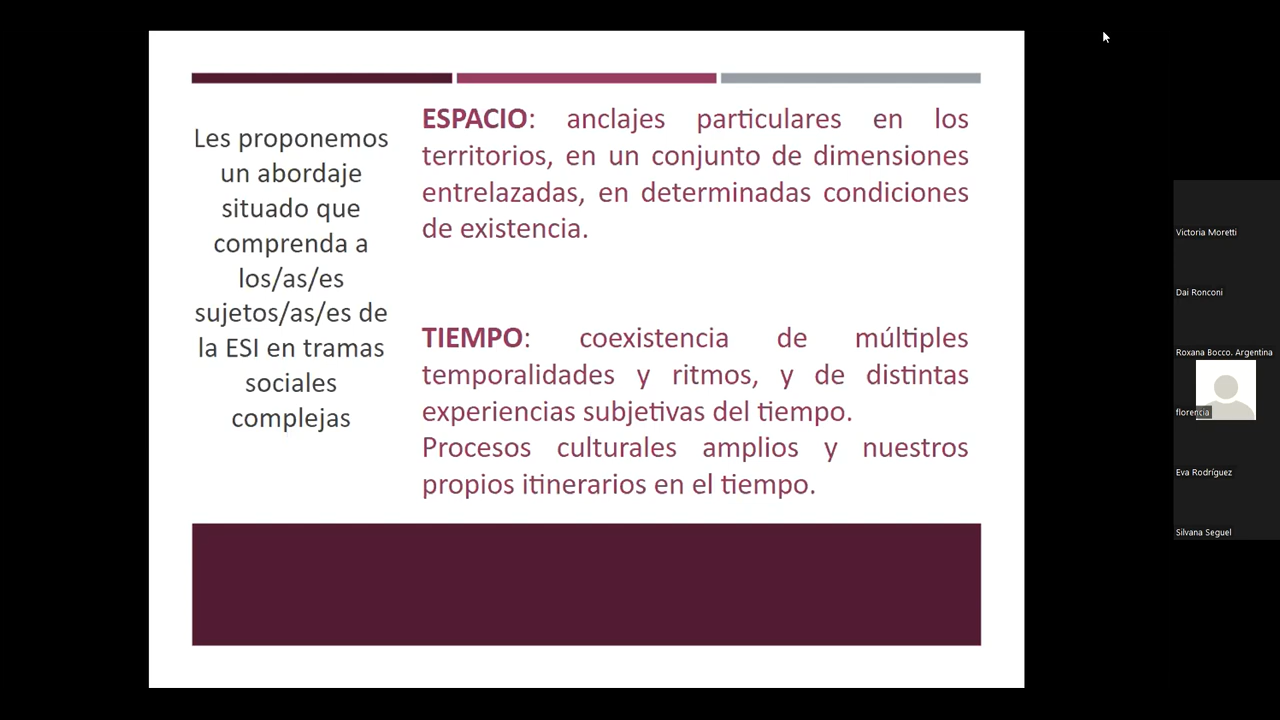 Les proponemos
un abordaje
situado que
comprenda a
los/as/es
sujetos/as/es de
la ESI en tramas
sociales
complejas
ESPACIO: anclajes particulares en los
territorios, en un conjunto de dimensiones
entrelazadas, en determinadas condiciones
de existencia.
TIEMPO: coexistencia de múltiples
temporalidades y ritmos, y de distintas
experiencias subjetivas del tiempo.
Procesos culturales amplios y nuestros
propios itinerarios en el tiempo.
Victoria Moretti
Dai Ronconi
Roxana Bocco. Argentina
florencia
Eva Rodríguez
Silvana Seguel